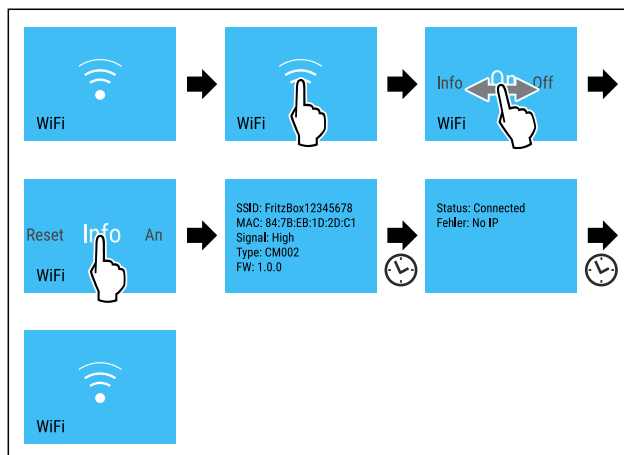 WiFi
WiFi
Info On Off
WiFi
Reset Info An
WiFi
SSID: FritzBox12345678
MAC: 84:7B:EB:1D:2D:C1
Signal: High
Type: CM002
FW: 1.0.0
Status: Connected
Fehler: No IP
WiFi